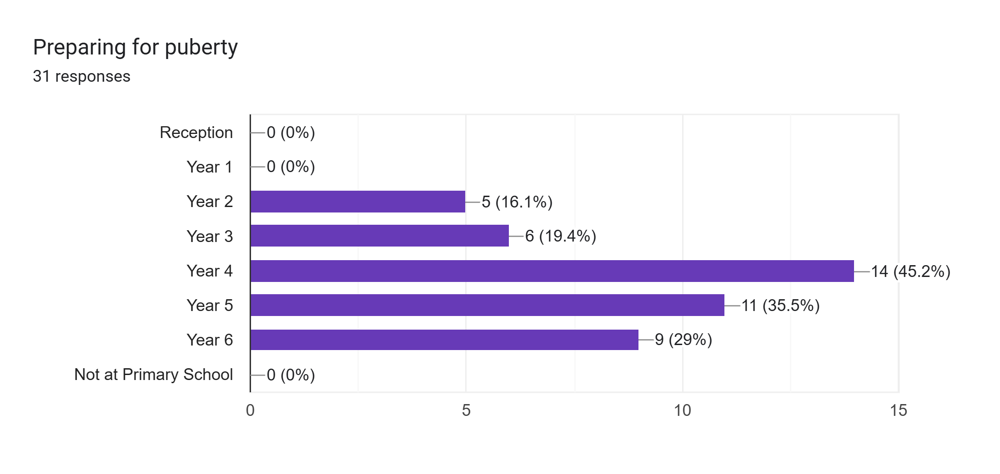 Preparing for puberty
31 responses
Reception 0 (0%)
Year 1 0 (0%)
Year 2 5 (16.1%)
Year 3 6 (19.4%)
Year 4 14 (45.2%)
Year 5 11 (35.5%)
Year 6 9 (29%)
Not at Primary School 0 (0%)
0 5 10 15